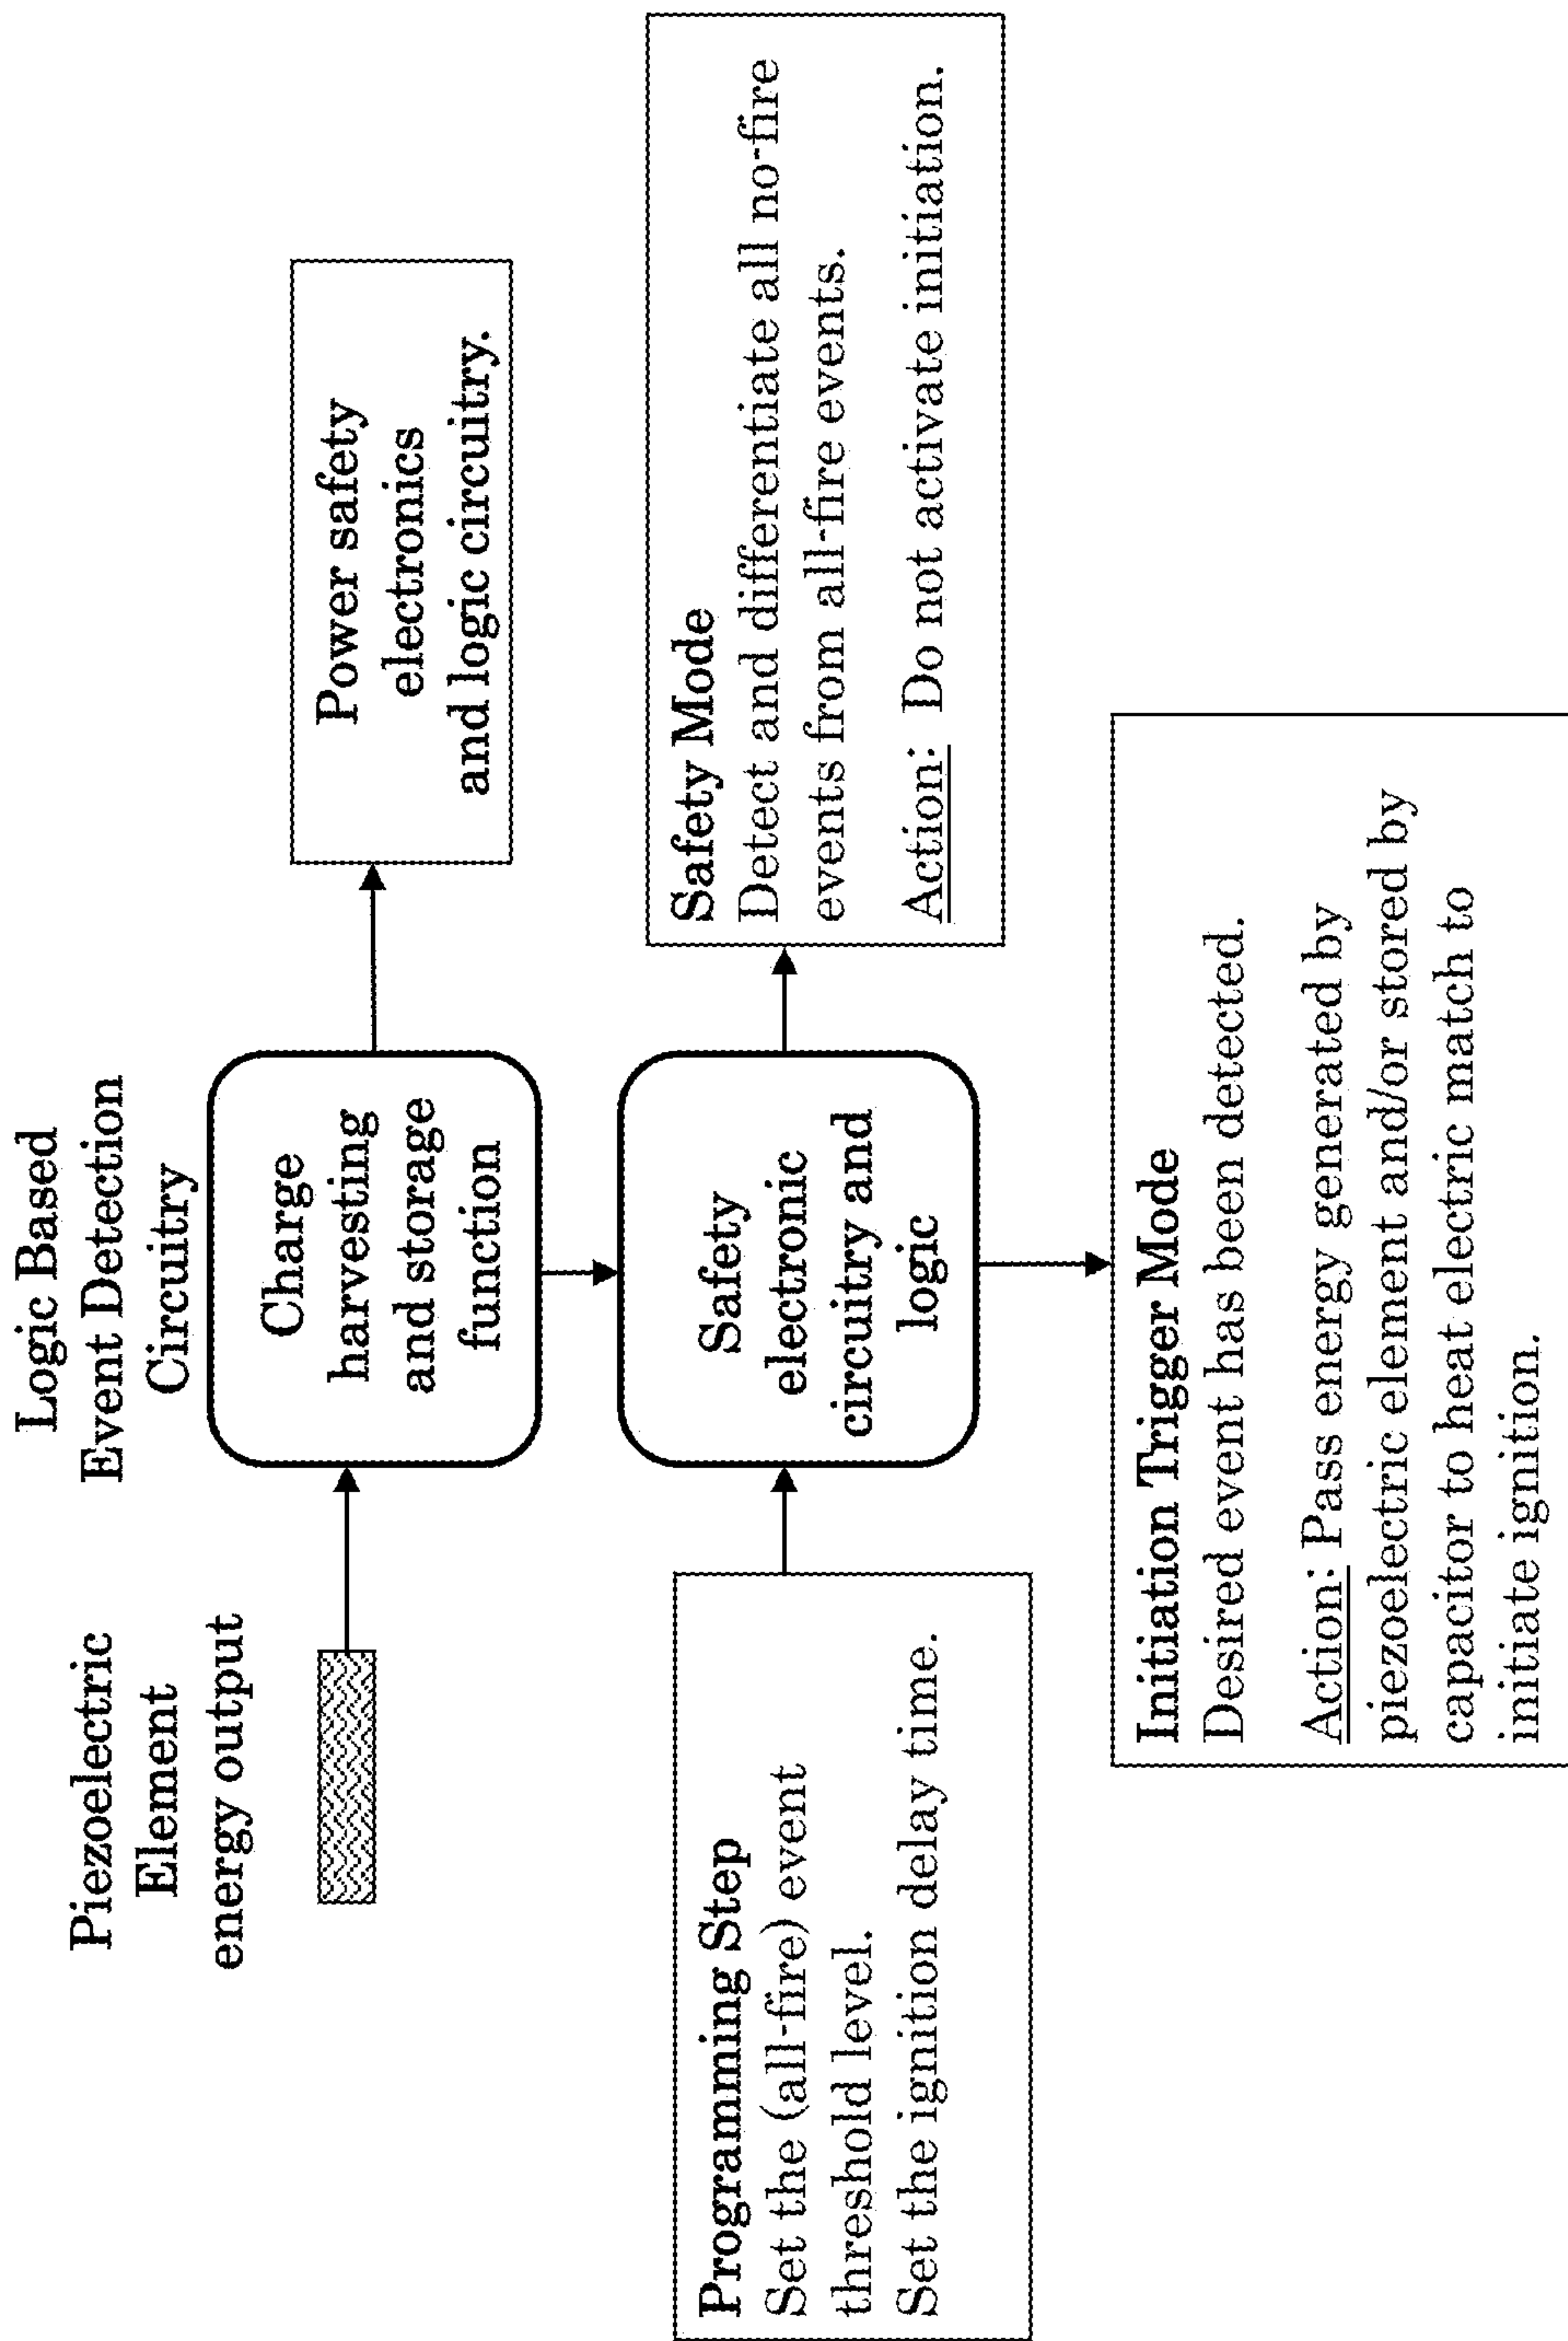 Piezoelectric
Element
energy output
Logic Based
Event Detection
Circuitry
Charge
harvesting
and storage
function
Power safety
electronics
and logic circuitry.
Programming Step
Set the (all-fire) event
threshold level.
Set the ignition delay time.
Safety
electronic
circuitry and
logic
Safety Mode
Detect and differentiate all no-fire
events from all-fire events.
Action: Do not activate initiation.
Initiation Trigger Mode
Desired event has been detected.
Action: Pass energy generated by
piezoelectric element and/or stored by
capacitor to heat electric match to
initiate ignition.